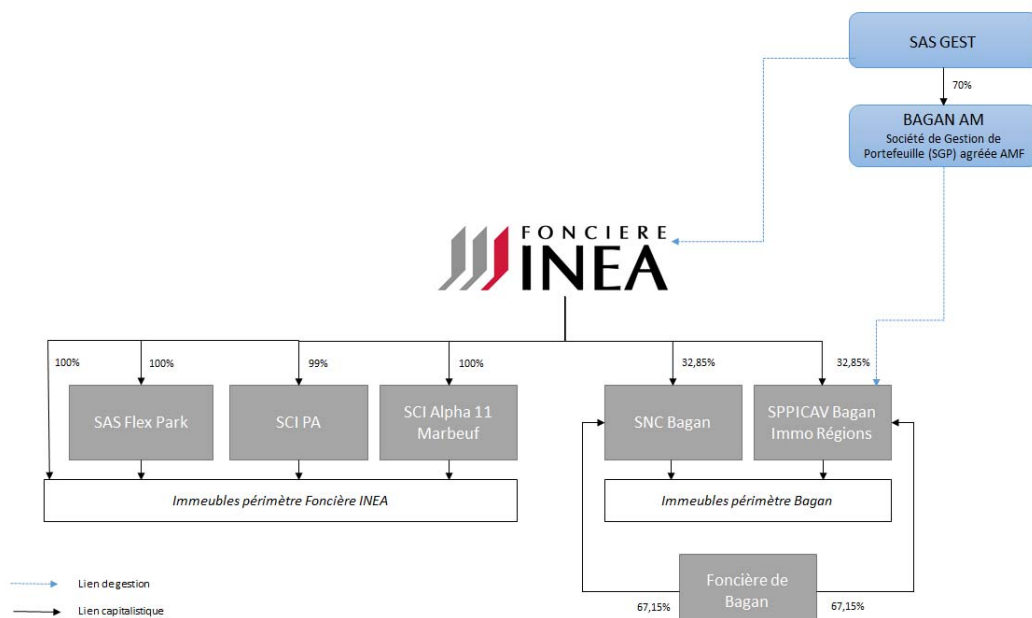 SAS GEST
70%
BAGAN AM
Société de Gestion de
Portefeuille (SGP) agréée AMF
FONCIERE
INEA
100%
100%
99%
100%
32,85%
32,85%
SAS Flex Park
SCI PA
SCI Alpha 11
Marbeuf
SNC Bagan
SPPICAV Bagan
Immo Régions
Immeubles périmètre Foncière INEA
Immeubles périmètre Bagan
Lien de gestion
Lien capitalistique
Foncière de
Bagan
67,15%
67,15%